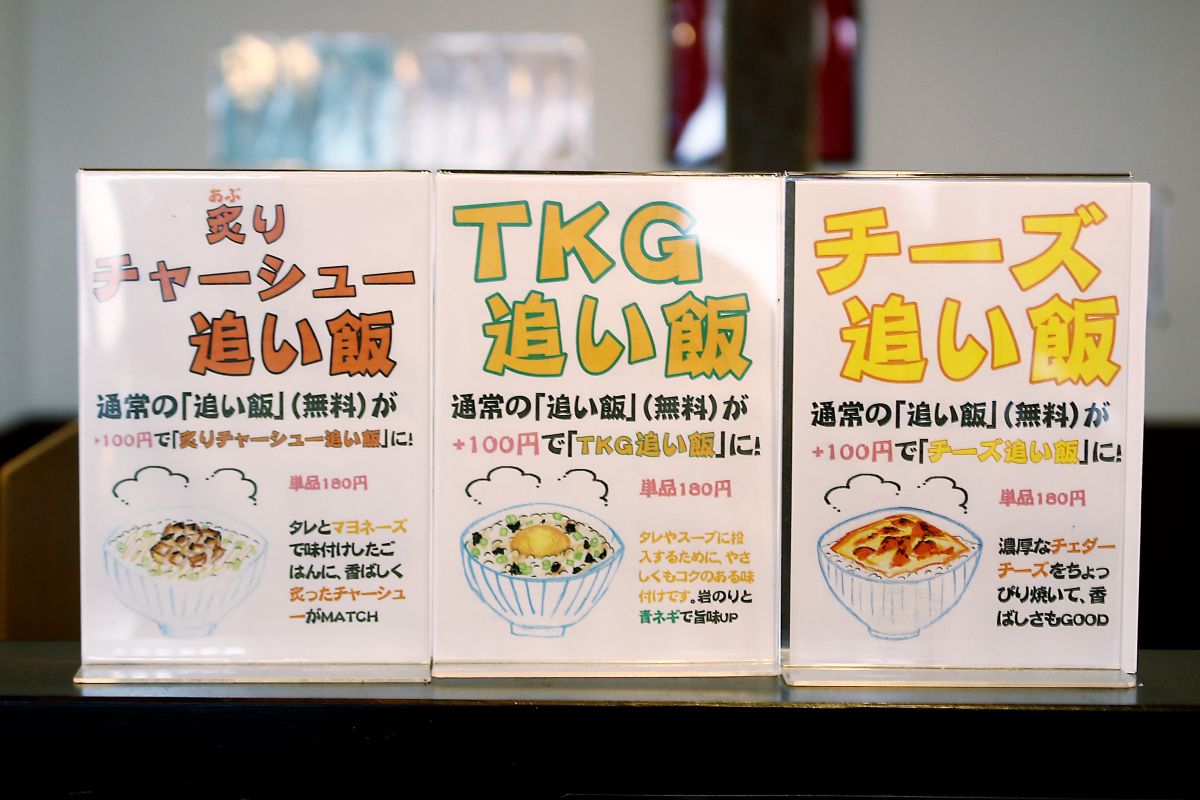 あぶ
炙り
チャーシュー
追い飯
通常の「追い飯」(無料)が
+100円で「炙りチャーシュー追い飯」に!
単品180円
タレとマヨネーズ
で味付けしたご
はんに、香ばしく
炙ったチャーシュ
ーがMATCH
TKG
追い飯
通常の「追い飯」(無料)が
+100円で「TKG追い飯」に!
単品180円
タレやスープに投
入するために、やさ
しくもコクのある味
付けです。岩のりと
青ネギで旨味UP
チーズ
追い飯
通常の「追い飯」(無料)が
+100円で「チーズ追い飯」に!
単品180円
濃厚なチェダー
チーズをちょっ
ぴり焼いて、香
ばしさもGOOD